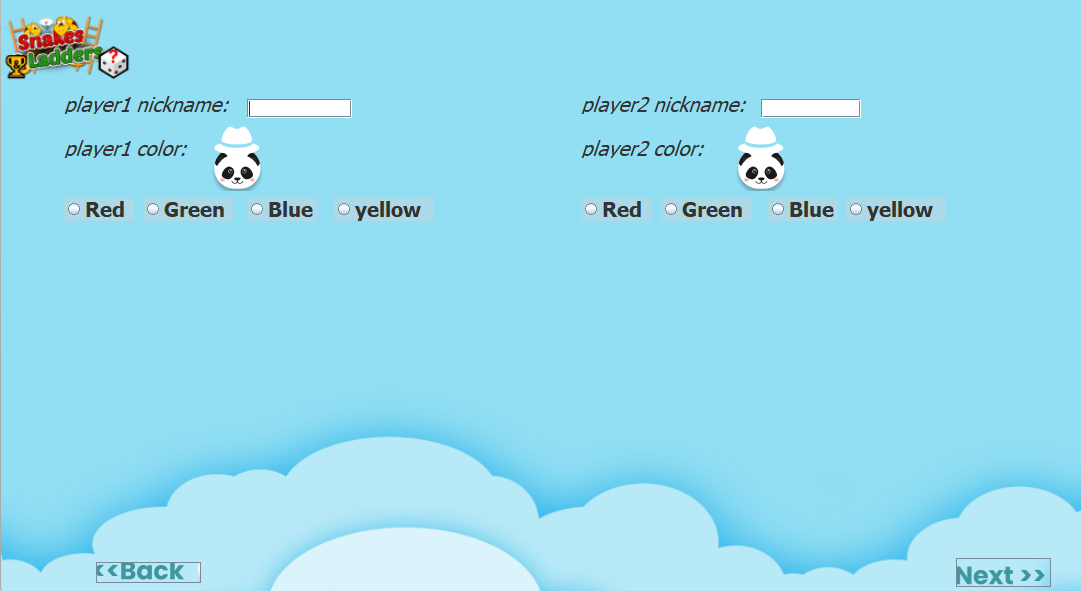 Snakes
& Ladders
?
player1 nickname:
player2 nickname:
player1 color:
player2 color:
Red Green Blue yellow
Red Green Blue yellow
<<Back
Next >>